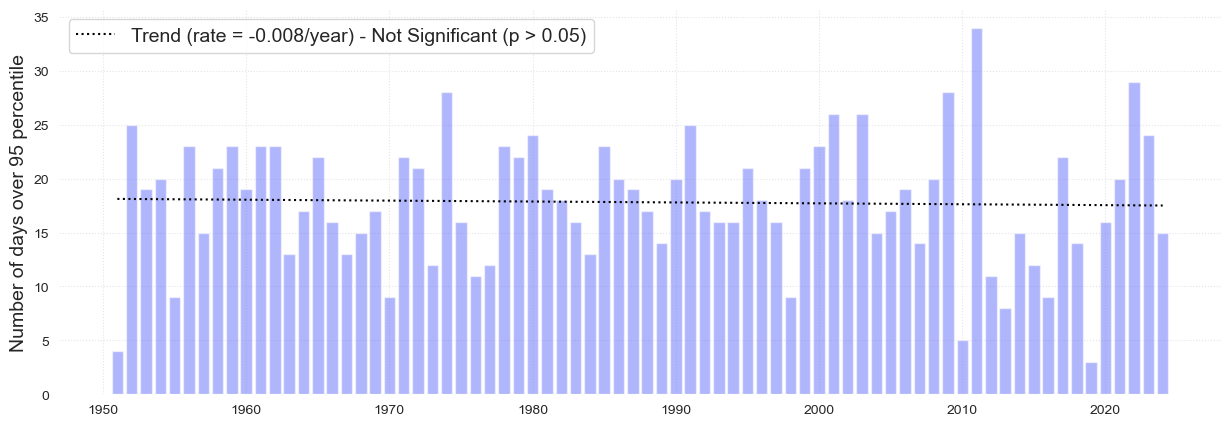 Trend (rate = -0.008/year) - Not Significant (p > 0.05)
Number of days over 95 percentile
35
30
25
20
15
10
5
0
1950 1960 1970 1980 1990 2000 2010 2020